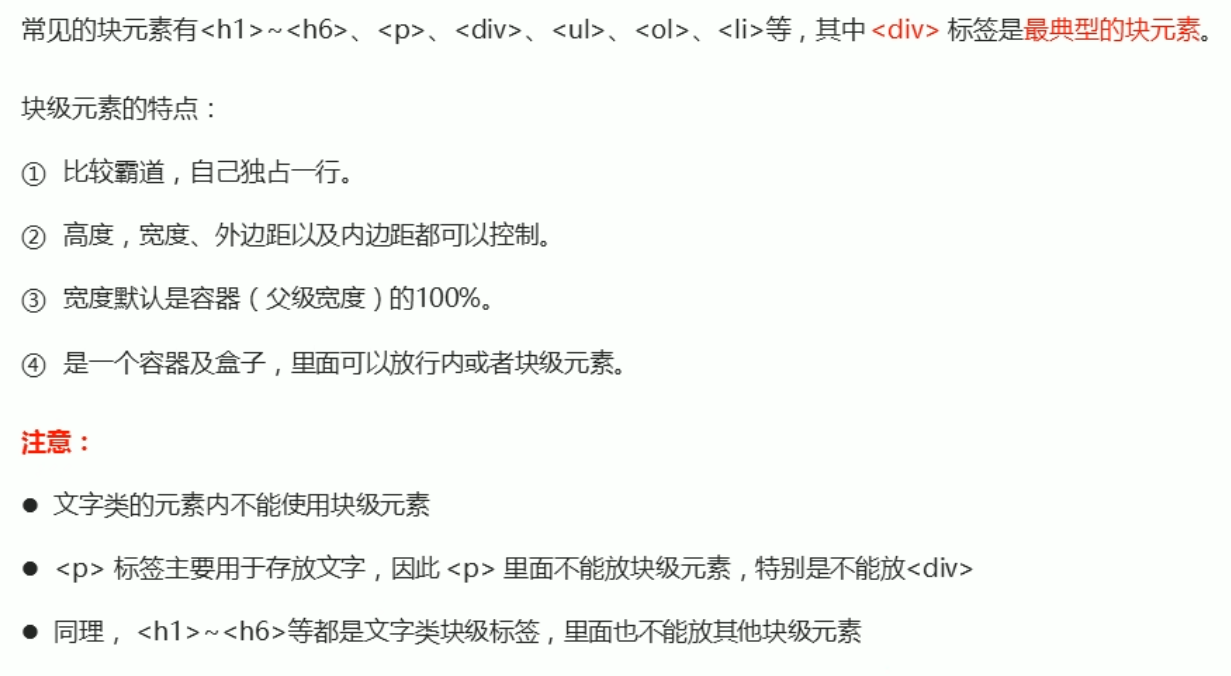 常见的块元素有<h1>~<h6>、<p>、<div>、<ul>、<ol>、<li>等，其中 <div> 标签是最典型的块元素。
块级元素的特点：
① 比较霸道，自己独占一行。
② 高度，宽度、外边距以及内边距都可以控制。
③ 宽度默认是容器（父级宽度）的100%。
④ 是一个容器及盒子，里面可以放行内或者块级元素。
注意：
● 文字类的元素内不能使用块级元素
● <p> 标签主要用于存放文字，因此 <p> 里面不能放块级元素，特别是不能放<div>
● 同理， <h1>~<h6>等都是文字类块级标签，里面也不能放其他块级元素